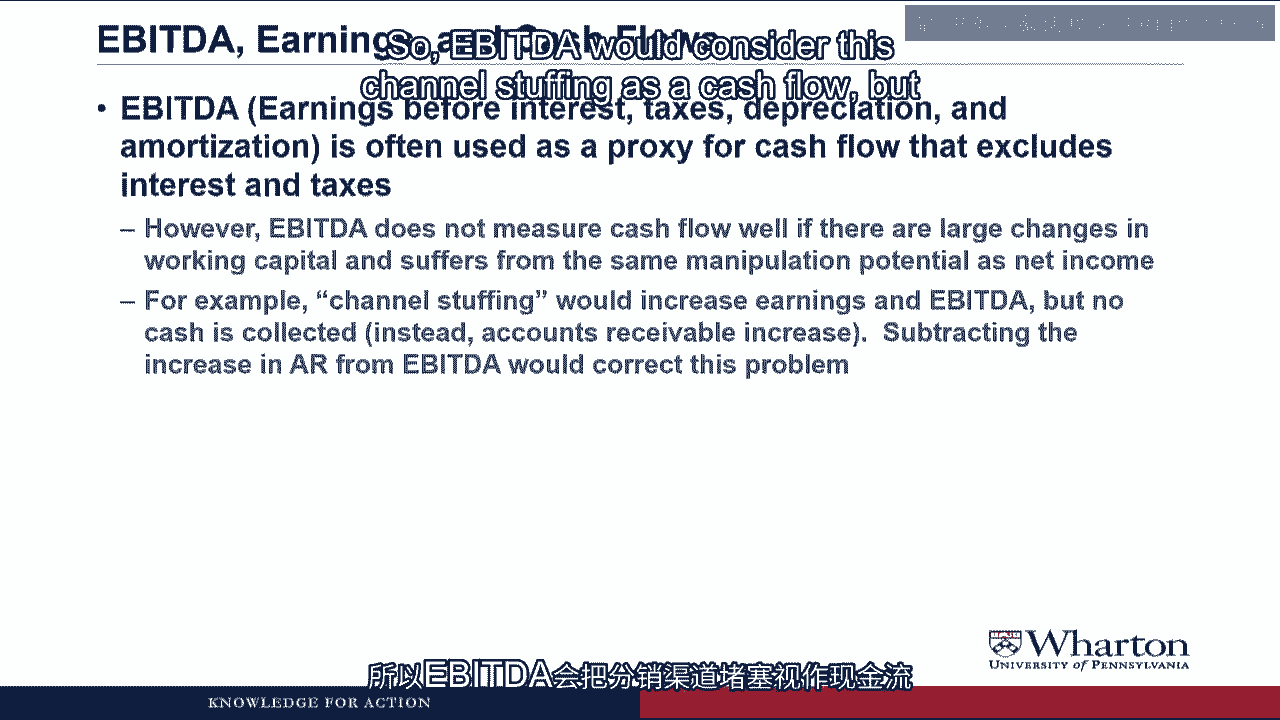 EBITDA, Earnings, and Cash Flows
So, EBITDA would consider this
channel stuffing as a cash flow, but
• EBITDA (Earnings before interest, taxes, depreciation, and
amortization) is often used as a proxy for cash flow that excludes
interest and taxes
– However, EBITDA does not measure cash flow well if there are large changes in
working capital and suffers from the same manipulation potential as net income
– For example, “channel stuffing” would increase earnings and EBITDA, but no
cash is collected (instead, accounts receivable increase). Subtracting the
increase in AR from EBITDA would correct this problem
Wharton
UNIVERSITY of PENNSYLVANIA
所以EBITDA会把分销渠道堵塞视作现金流
KNOWLEDGE FOR ACTION